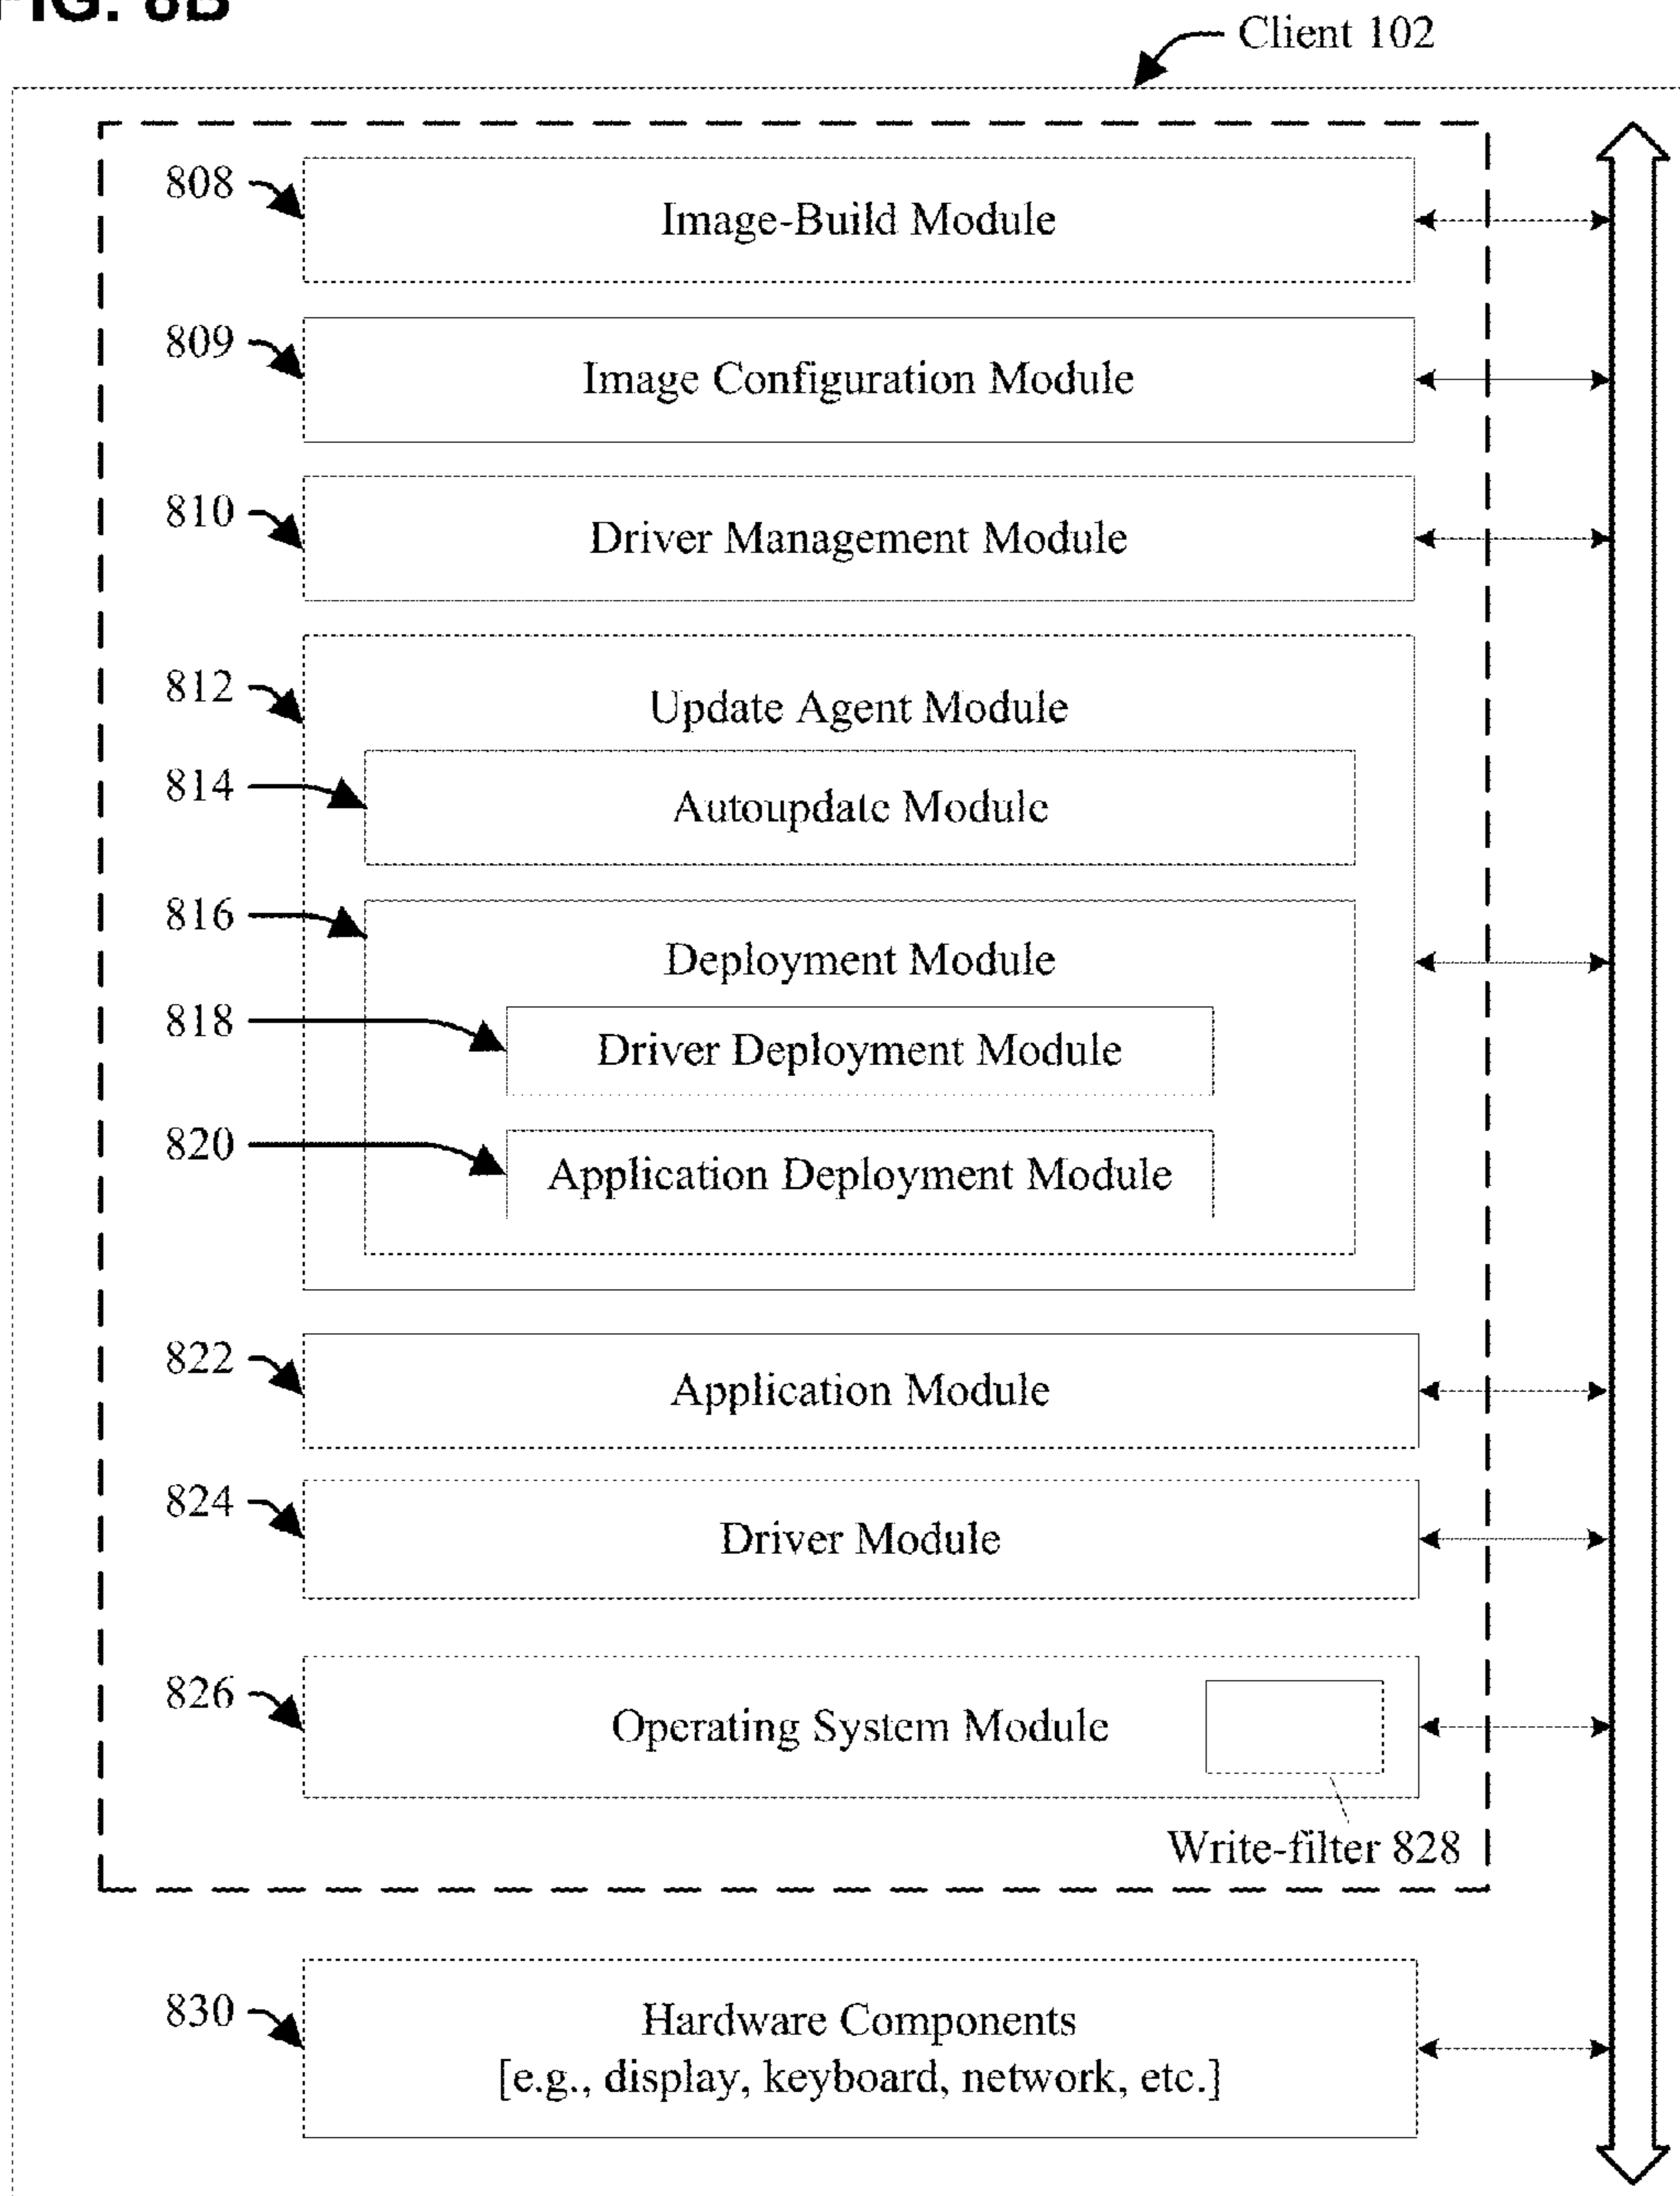 FIG. 8B
Client 102
808
Image-Build Module
809
Image Configuration Module
810
Driver Management Module
812
Update Agent Module
814
Autoupdate Module
816
Deployment Module
818
Driver Deployment Module
820
Application Deployment Module
822
Application Module
824
Driver Module
826
Operating System Module
Write-filter 828
830
Hardware Components
[e.g., display, keyboard, network, etc.]